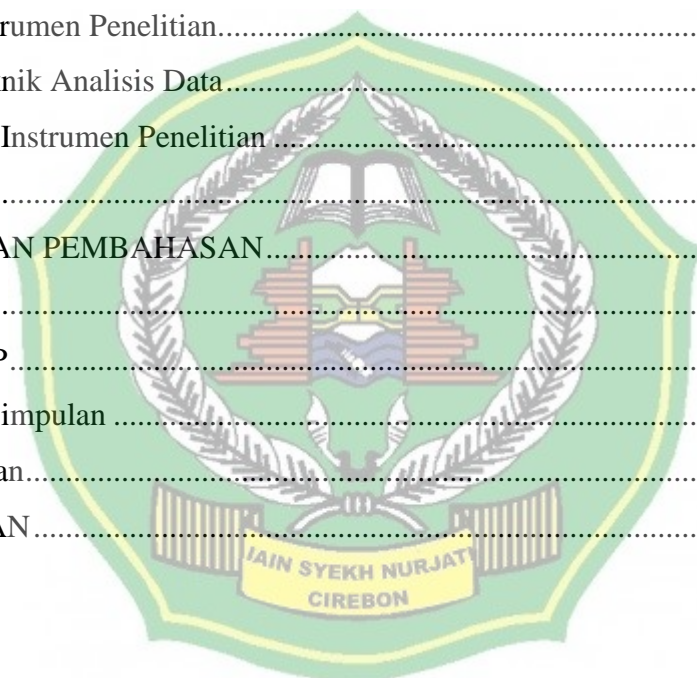 rumen Penelitian..............................................................
nik Analisis Data..............................................................
Instrumen Penelitian..............................................................
..............................................................
AN PEMBAHASAN..............................................................
..............................................................
P..............................................................
impulan..............................................................
an..............................................................
AN..............................................................
IAIN SYEKH NURJATI
CIREBON